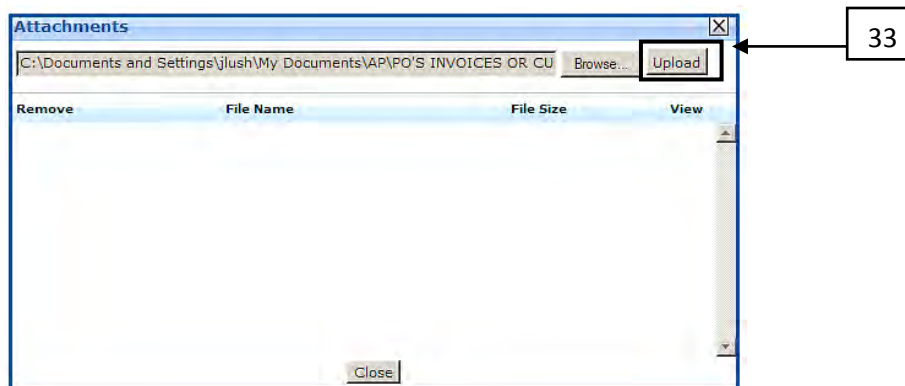 Attachments
33
C:\Documents and Settings\jlush\My Documents\AP\PO'S INVOICES OR CU Browse... Upload
Remove File Name File Size View
Close